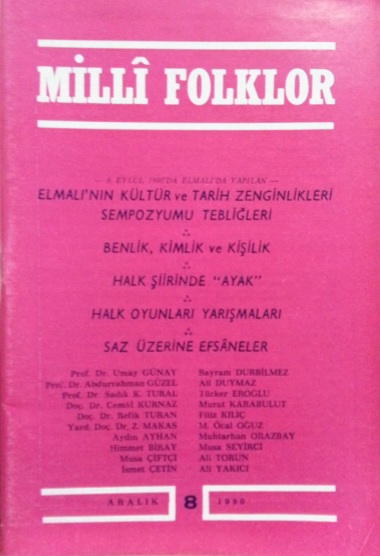 MİLLÎ FOLKLOR
— 8. EYLÜL 1990'DA ELMALI'DA YAPILAN —
ELMALI'NIN KÜLTÜR ve TARİH ZENGİNLİKLERİ
SEMPOZYUMU TEBLİĞLERİ
∴
BENLİK, KİMLİK ve KİŞİLİK
∴
HALK ŞİİRİNDE "AYAK"
∴
HALK OYUNLARI YARIŞMALARI
∴
SAZ ÜZERİNE EFSÂNELER
Prof. Dr. Umay GÜNAY Bayram DURBİLMEZ
Prof. Dr. Abdurrahman GÜZEL Ali DUYMAZ
Prof. Dr. Sadık K. TURAL Türker EROĞLU
Doç. Dr. Cemâl KURNAZ Murat KARABULUT
Doç. Dr. Refik TURAN Filiz KILIÇ
Yard. Doç. Dr. Z. MAKAS M. Öcal OĞUZ
Aydın AYHAN Muhtarhan ORAZBAY
Himmet BİRAY Musa SEYİRCİ
Musa ÇİFTÇİ Ali TORUN
İsmet ÇETİN Ali YAKICI
ARALIK 8 1990